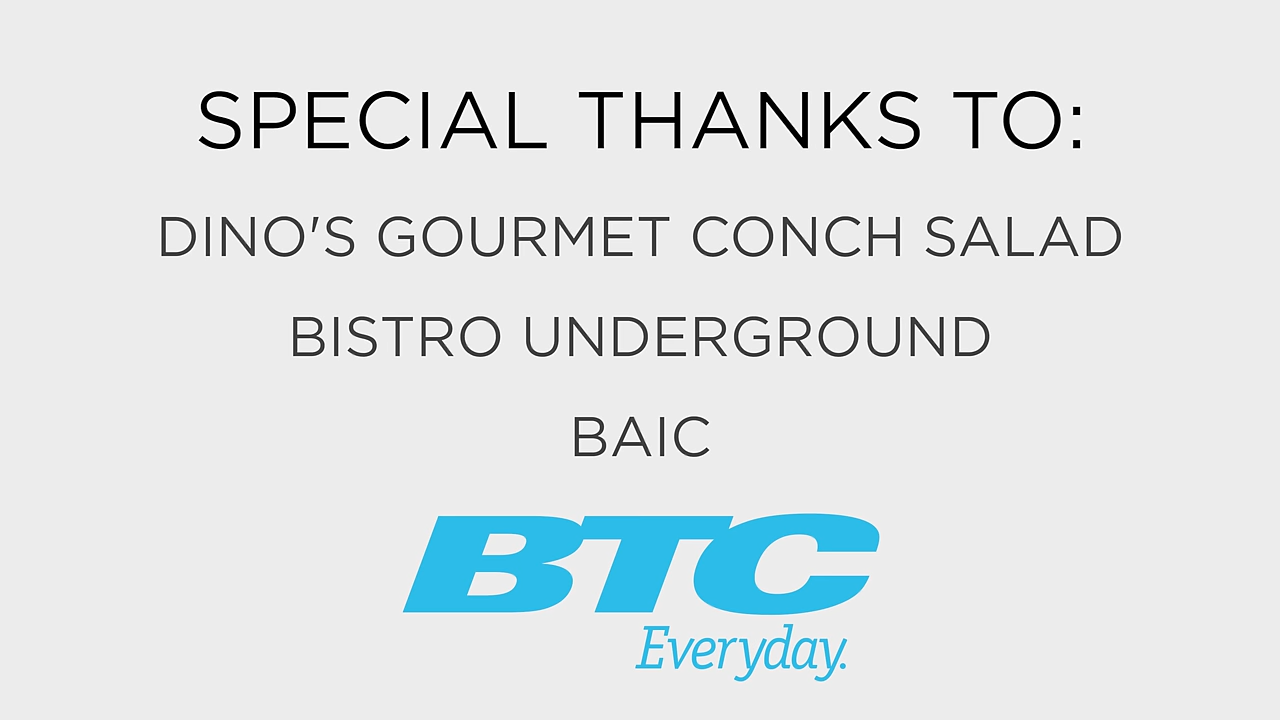 SPECIAL THANKS TO:
DINO'S GOURMET CONCH SALAD
BISTRO UNDERGROUND
BAIC
BTC
Everyday.